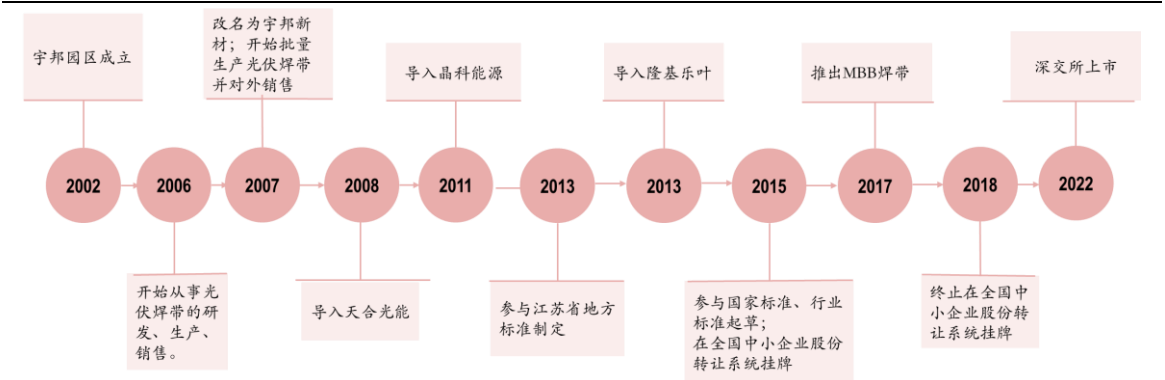 宇邦园区成立
改名为宇邦新
材；开始批量
生产光伏焊带
并对外销售
导入晶科能源
导入隆基乐叶
推出MBB焊带
深交所上市
2002
2006
2007
2008
2011
2013
2013
2015
2017
2018
2022
开始从事光
伏焊带的研
发、生产、
销售。
导入天合光能
参与江苏省地方
标准制定
参与国家标准、行业
标准起草；
在全国中小企业股份
转让系统挂牌
终止在全国中
小企业股份转
让系统挂牌